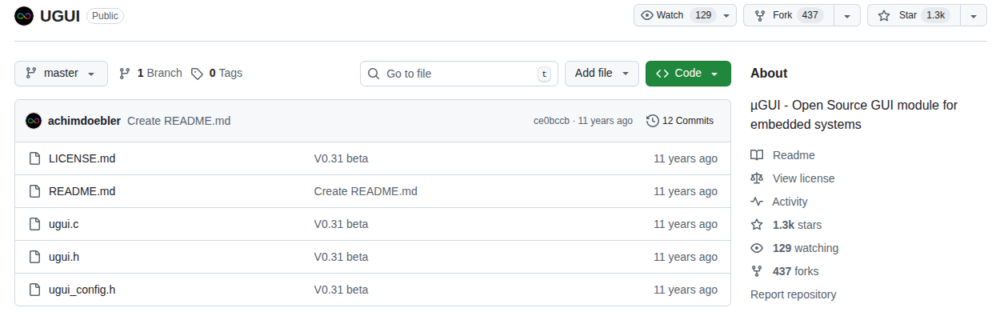 UGUI Public Watch 129 Fork 437 Star 1.3k
master 1 Branch 0 Tags Go to file t Add file Code
achimdoebler Create README.md ce0bccb · 11 years ago 12 Commits
LICENSE.md V0.31 beta 11 years ago
README.md Create README.md 11 years ago
ugui.c V0.31 beta 11 years ago
ugui.h V0.31 beta 11 years ago
ugui_config.h V0.31 beta 11 years ago
About
µGUI - Open Source GUI module for
embedded systems
Readme
View license
Activity
1.3k stars
129 watching
437 forks
Report repository